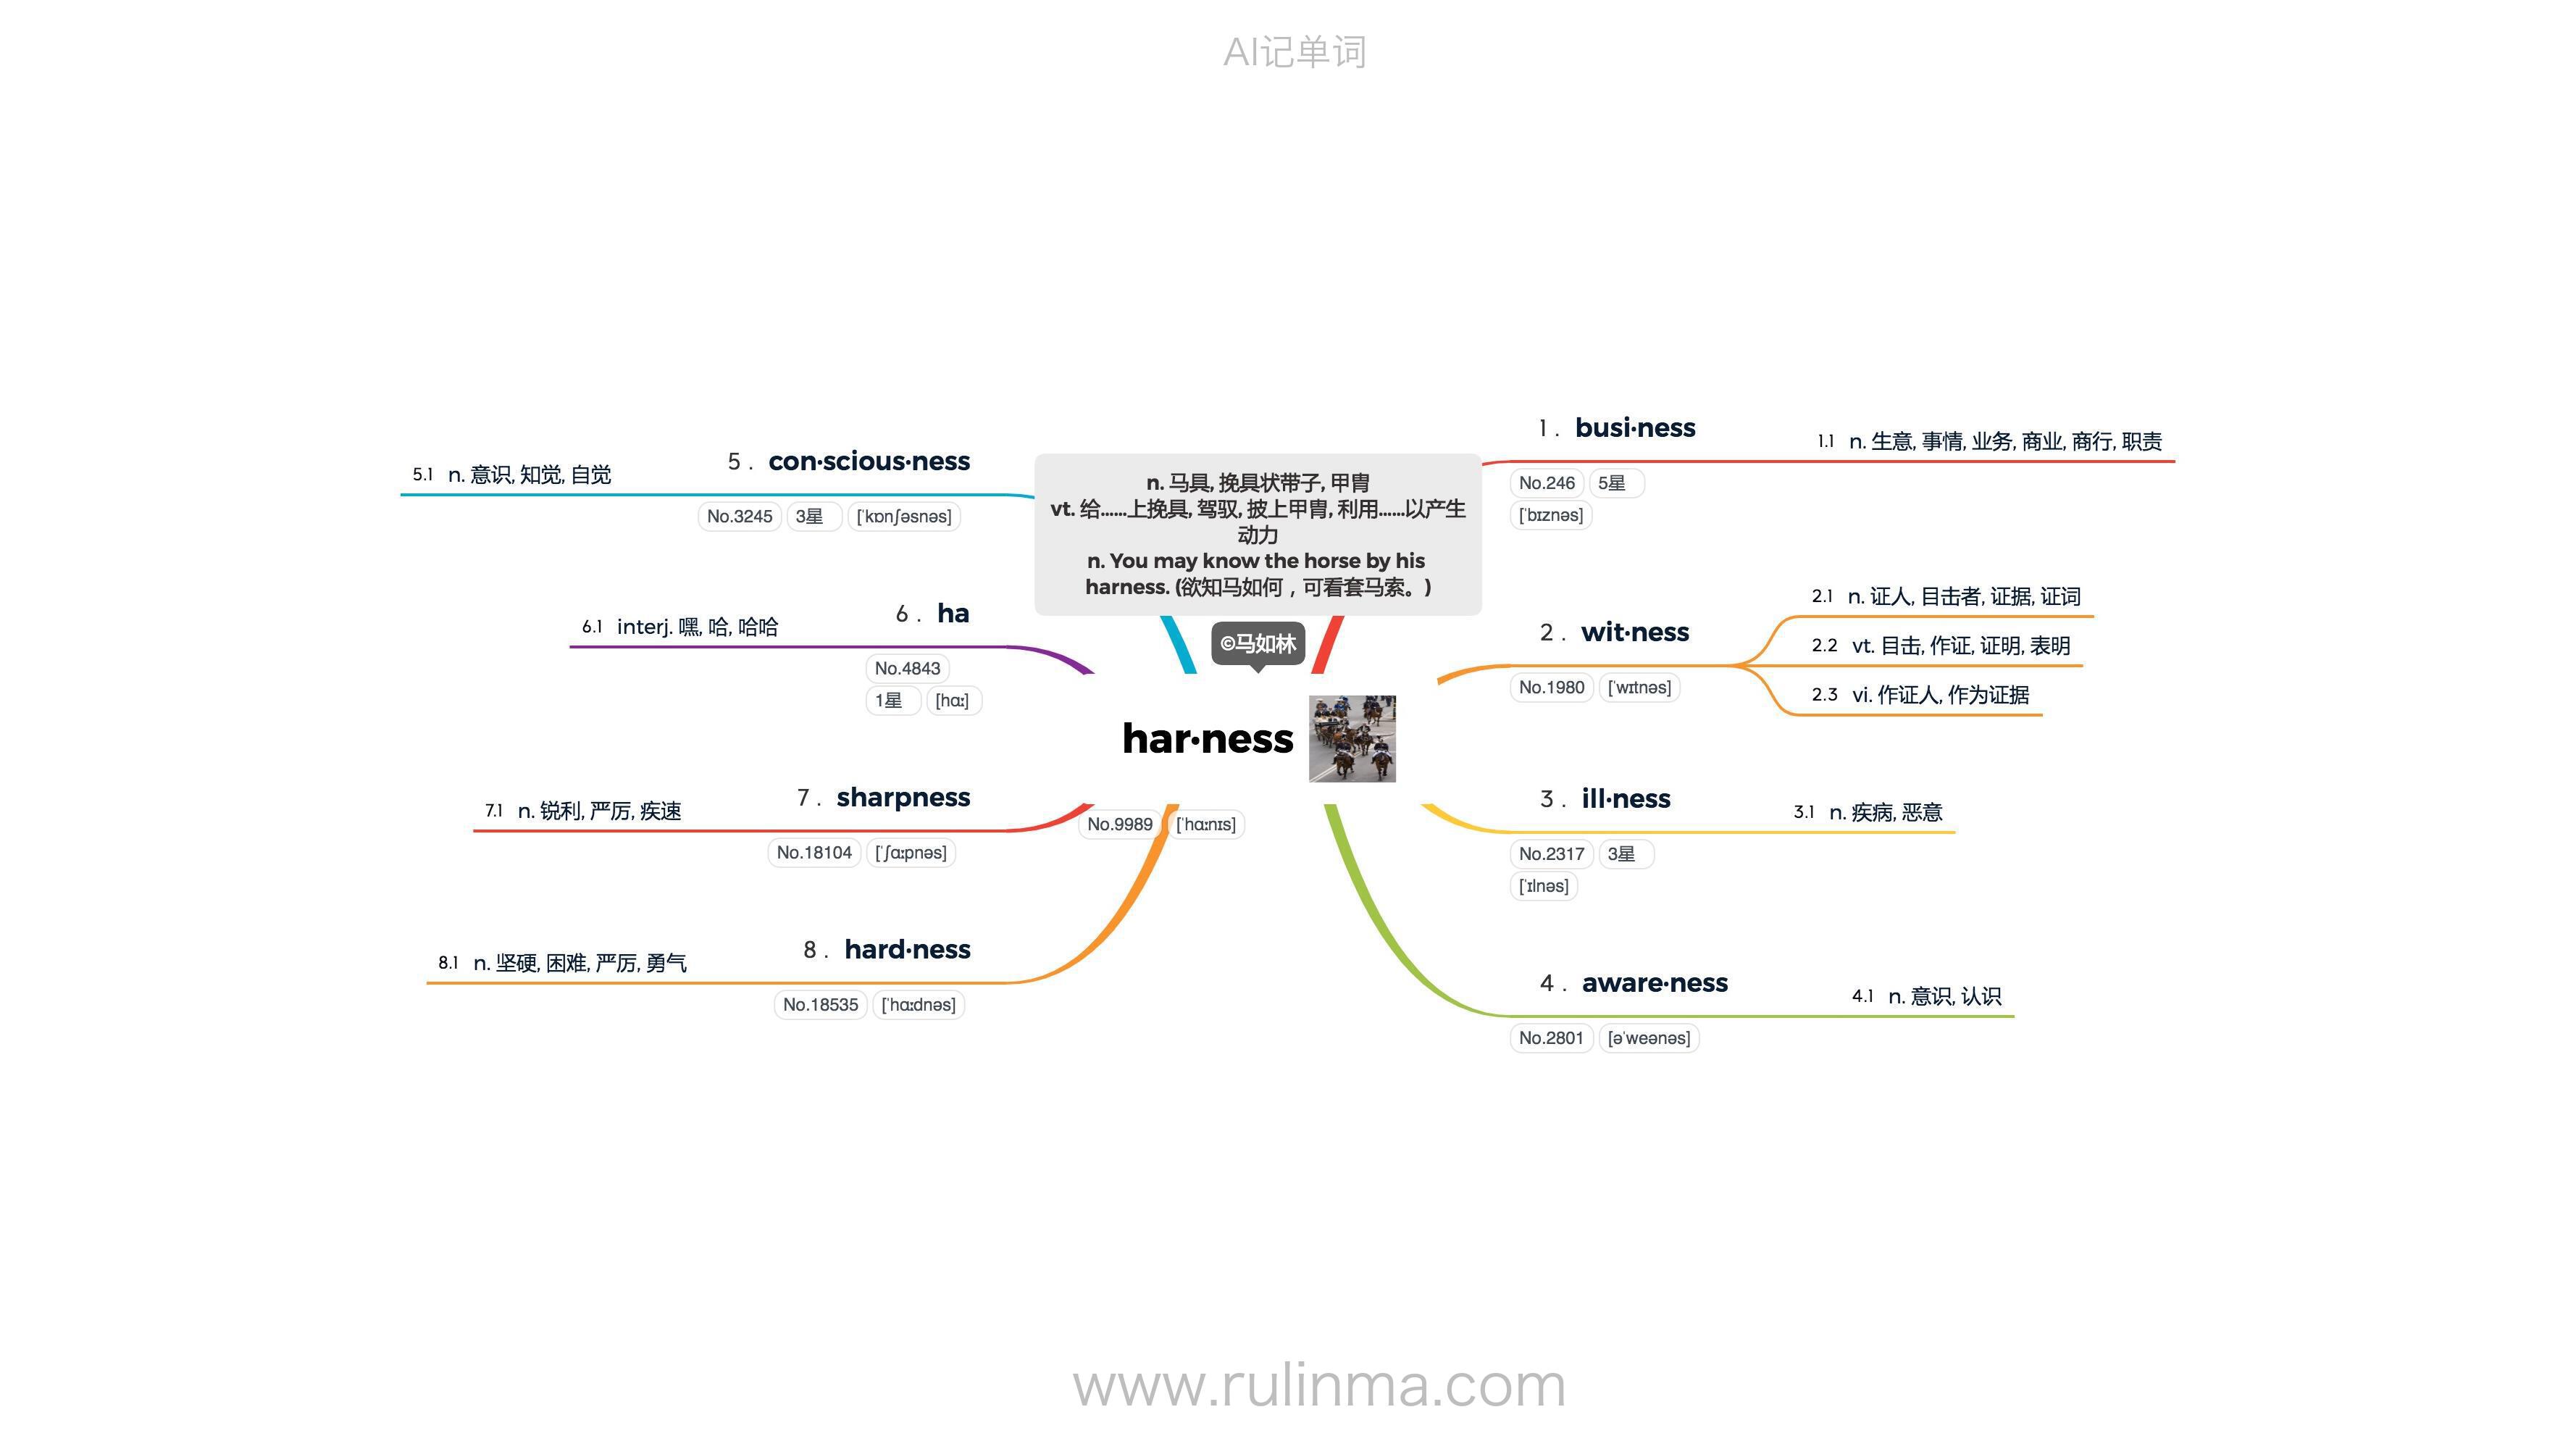 AI记单词
n. 马具, 挽具状带子, 甲胄
vt. 给……上挽具, 驾驭, 披上甲胄, 利用……以产生
动力
n. You may know the horse by his
harness. (欲知马如何，可看套马索。)
©马如林
har·ness
No.9989 [ˈhɑːnɪs]
1 . busi·ness
No.246 5星
[ˈbɪznəs]
1.1 n. 生意, 事情, 业务, 商业, 商行, 职责
2 . wit·ness
No.1980 [ˈwɪtnəs]
2.1 n. 证人, 目击者, 证据, 证词
2.2 vt. 目击, 作证, 证明, 表明
2.3 vi. 作证人, 作为证据
3 . ill·ness
No.2317 3星
[ˈɪlnəs]
3.1 n. 疾病, 恶意
4 . aware·ness
No.2801 [əˈweənəs]
4.1 n. 意识, 认识
5 . con·scious·ness
No.3245 3星 [ˈkɒnʃəsnəs]
5.1 n. 意识, 知觉, 自觉
6 . ha
No.4843
1星 [hɑː]
6.1 interj. 嘿, 哈, 哈哈
7 . sharpness
No.18104 [ˈʃɑːpnəs]
7.1 n. 锐利, 严厉, 疾速
8 . hard·ness
No.18535 [ˈhɑːdnəs]
8.1 n. 坚硬, 困难, 严厉, 勇气
www.rulinma.com